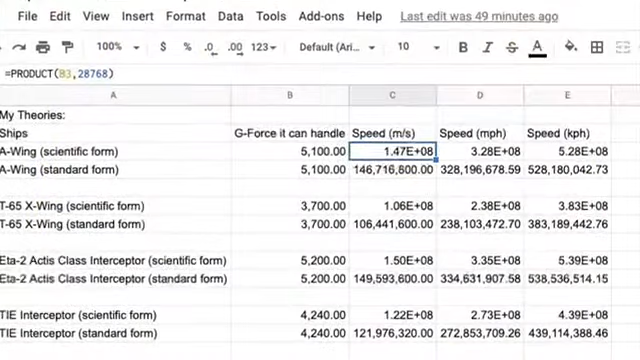 File Edit View Insert Format Data Tools Add-ons Help Last edit was 49 minutes ago
100% $ % .0 .00 123 Default (Ari... 10 B I S A
=PRODUCT(B3,28768)
A B C D E
My Theories:
Ships G-Force it can handle Speed (m/s) Speed (mph) Speed (kph)
A-Wing (scientific form) 5,100.00 1.47E+08 3.28E+08 5.28E+08
A-Wing (standard form) 5,100.00 146,716,800.00 328,196,678.59 528,180,042.73
T-65 X-Wing (scientific form) 3,700.00 1.06E+08 2.38E+08 3.83E+08
T-65 X-Wing (standard form) 3,700.00 106,441,600.00 238,103,472.70 383,189,442.76
Eta-2 Actis Class Interceptor (scientific form) 5,200.00 1.50E+08 3.35E+08 5.39E+08
Eta-2 Actis Class Interceptor (standard form) 5,200.00 149,593,600.00 334,631,907.58 538,536,514.15
TIE Interceptor (scientific form) 4,240.00 1.22E+08 2.73E+08 4.39E+08
TIE Interceptor (standard form) 4,240.00 121,976,320.00 272,853,709.26 439,114,388.46